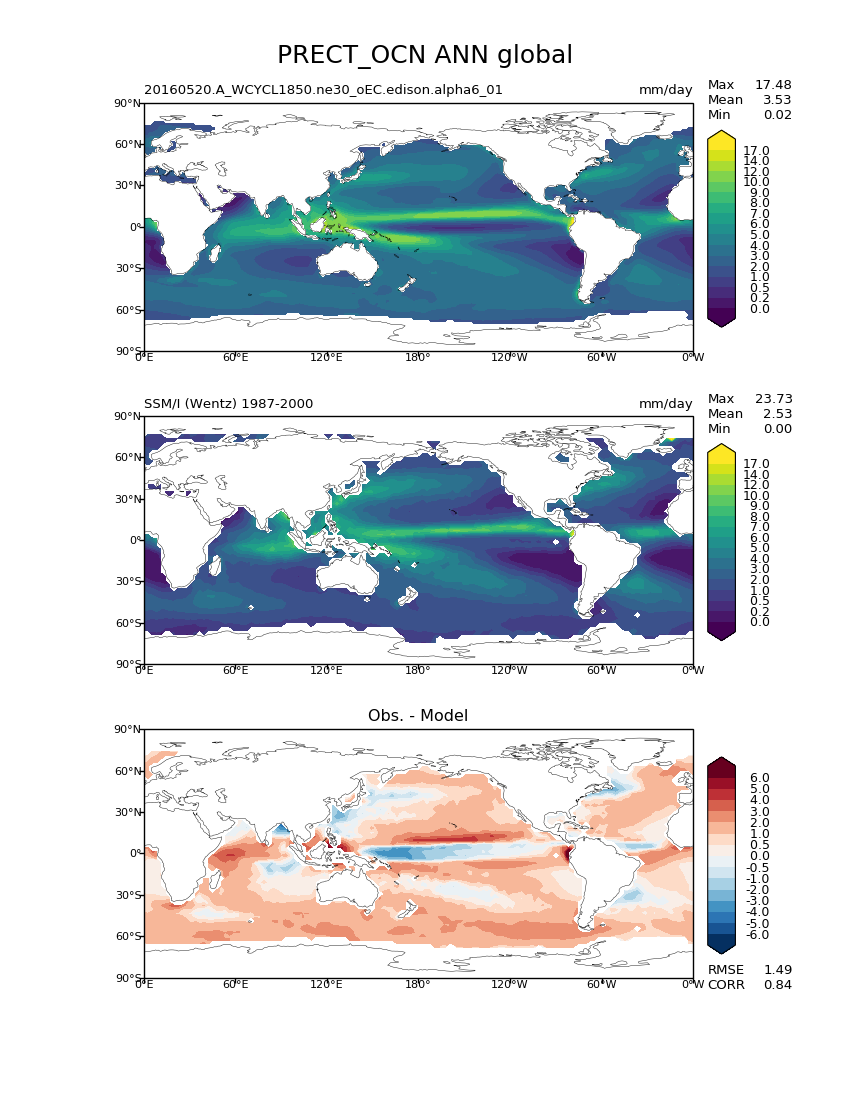 PRECT_OCN ANN global
20160520.A_WCYCL1850.ne30_oEC.edison.alpha6_01 mm/day
Max 17.48
Mean 3.53
Min 0.02
90°N
60°N
30°N
0°
30°S
60°S
90°S
0°E 60°E 120°E 180° 120°W 60°W 0°W
17.0
14.0
12.0
10.0
9.0
8.0
7.0
6.0
5.0
4.0
3.0
2.0
1.0
0.5
0.2
0.0
SSM/I (Wentz) 1987-2000 mm/day
Max 23.73
Mean 2.53
Min 0.00
90°N
60°N
30°N
0°
30°S
60°S
90°S
0°E 60°E 120°E 180° 120°W 60°W 0°W
17.0
14.0
12.0
10.0
9.0
8.0
7.0
6.0
5.0
4.0
3.0
2.0
1.0
0.5
0.2
0.0
Obs. - Model
90°N
60°N
30°N
0°
30°S
60°S
90°S
0°E 60°E 120°E 180° 120°W 60°W 0°W
6.0
5.0
4.0
3.0
2.0
1.0
0.5
0.0
-0.5
-1.0
-2.0
-3.0
-4.0
-5.0
-6.0
RMSE 1.49
CORR 0.84